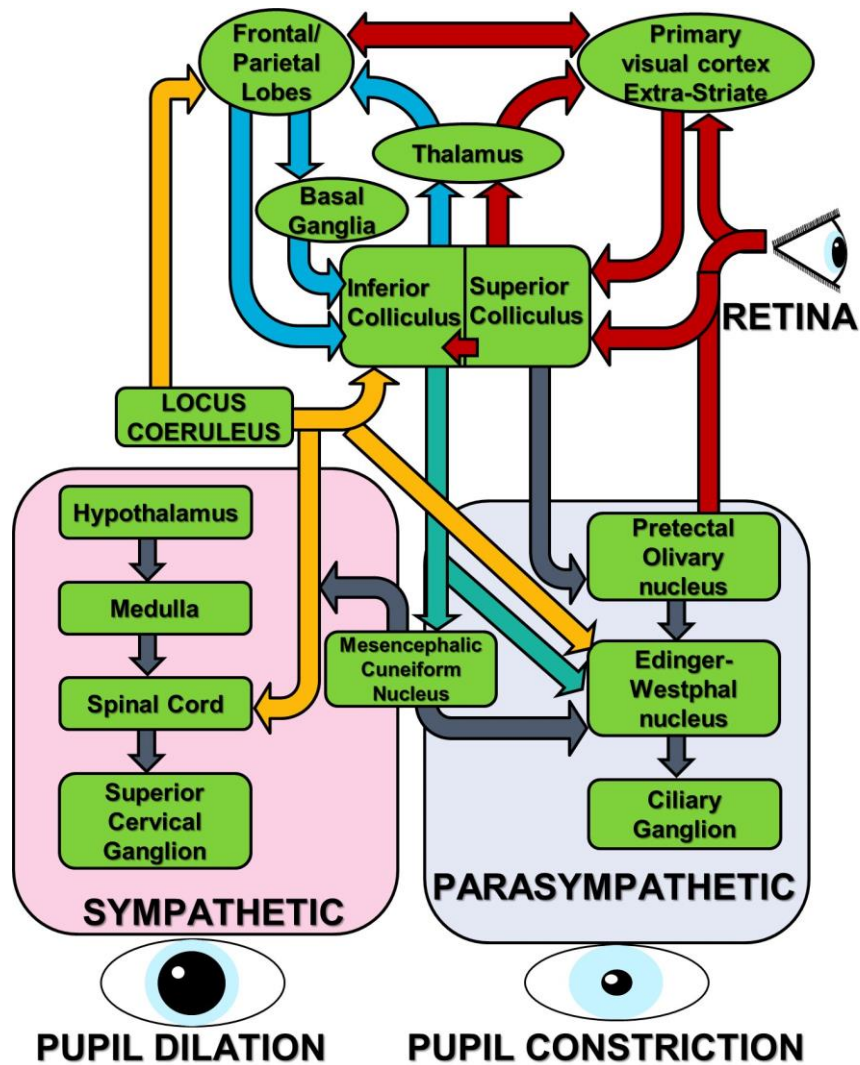 Frontal/
Parietal
Lobes
Primary
visual cortex
Extra-Striate
Thalamus
Basal
Ganglia
Inferior
Colliculus
Superior
Colliculus
RETINA
LOCUS
COERULEUS
Hypothalamus
Medulla
Spinal Cord
Superior
Cervical
Ganglion
SYMPATHETIC
Mesencephalic
Cuneiform
Nucleus
Pretectal
Olivary
nucleus
Edinger-
Westphal
nucleus
Ciliary
Ganglion
PARASYMPATHETIC
PUPIL DILATION
PUPIL CONSTRICTION